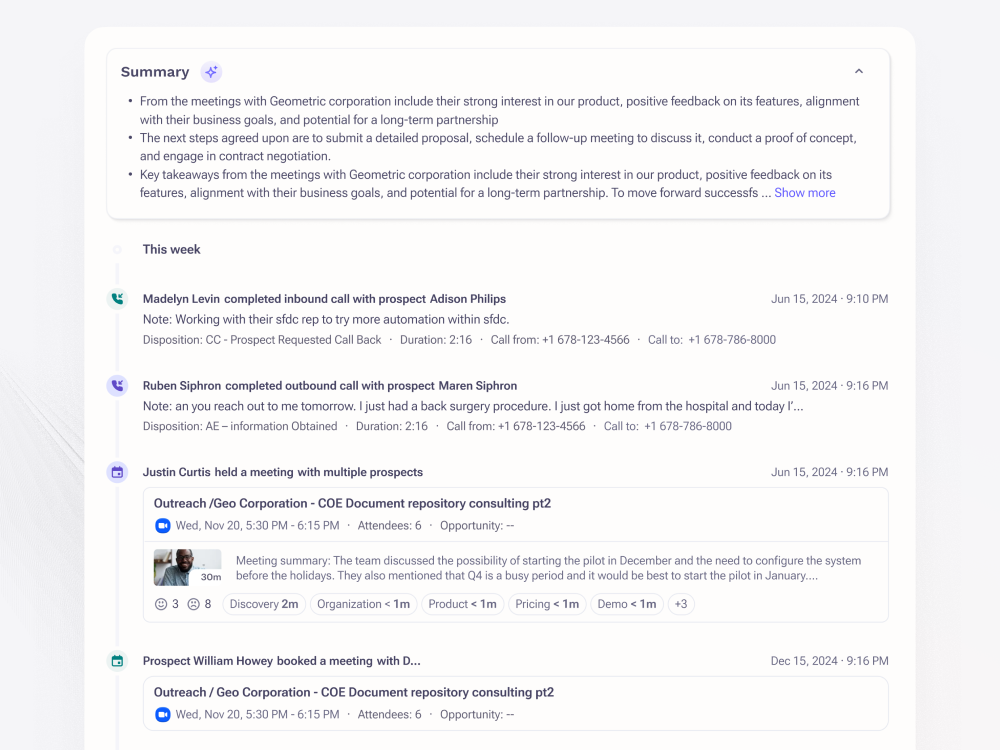 Summary
• From the meetings with Geometric corporation include their strong interest in our product, positive feedback on its features, alignment
with their business goals, and potential for a long-term partnership
• The next steps agreed upon are to submit a detailed proposal, schedule a follow-up meeting to discuss it, conduct a proof of concept,
and engage in contract negotiation.
• Key takeaways from the meetings with Geometric corporation include their strong interest in our product, positive feedback on its
features, alignment with their business goals, and potential for a long-term partnership. To move forward successfs ... Show more
This week
Madelyn Levin completed inbound call with prospect Adison Philips Jun 15, 2024 · 9:10 PM
Note: Working with their sfdc rep to try more automation within sfdc.
Disposition: CC - Prospect Requested Call Back · Duration: 2:16 · Call from: +1 678-123-4566 · Call to: +1 678-786-8000
Ruben Siphron completed outbound call with prospect Maren Siphron Jun 15, 2024 · 9:16 PM
Note: an you reach out to me tomorrow. I just had a back surgery procedure. I just got home from the hospital and today I'...
Disposition: AE – information Obtained · Duration: 2:16 · Call from: +1 678-123-4566 · Call to: +1 678-786-8000
Justin Curtis held a meeting with multiple prospects Jun 15, 2024 · 9:16 PM
Outreach /Geo Corporation - COE Document repository consulting pt2
Wed, Nov 20, 5:30 PM - 6:15 PM · Attendees: 6 · Opportunity: --
Meeting summary: The team discussed the possibility of starting the pilot in December and the need to configure the system
before the holidays. They also mentioned that Q4 is a busy period and it would be best to start the pilot in January....
30m
3 8 Discovery 2m Organization < 1m Product < 1m Pricing < 1m Demo < 1m +3
Prospect William Howey booked a meeting with D... Dec 15, 2024 · 9:16 PM
Outreach / Geo Corporation - COE Document repository consulting pt2
Wed, Nov 20, 5:30 PM - 6:15 PM · Attendees: 6 · Opportunity: --